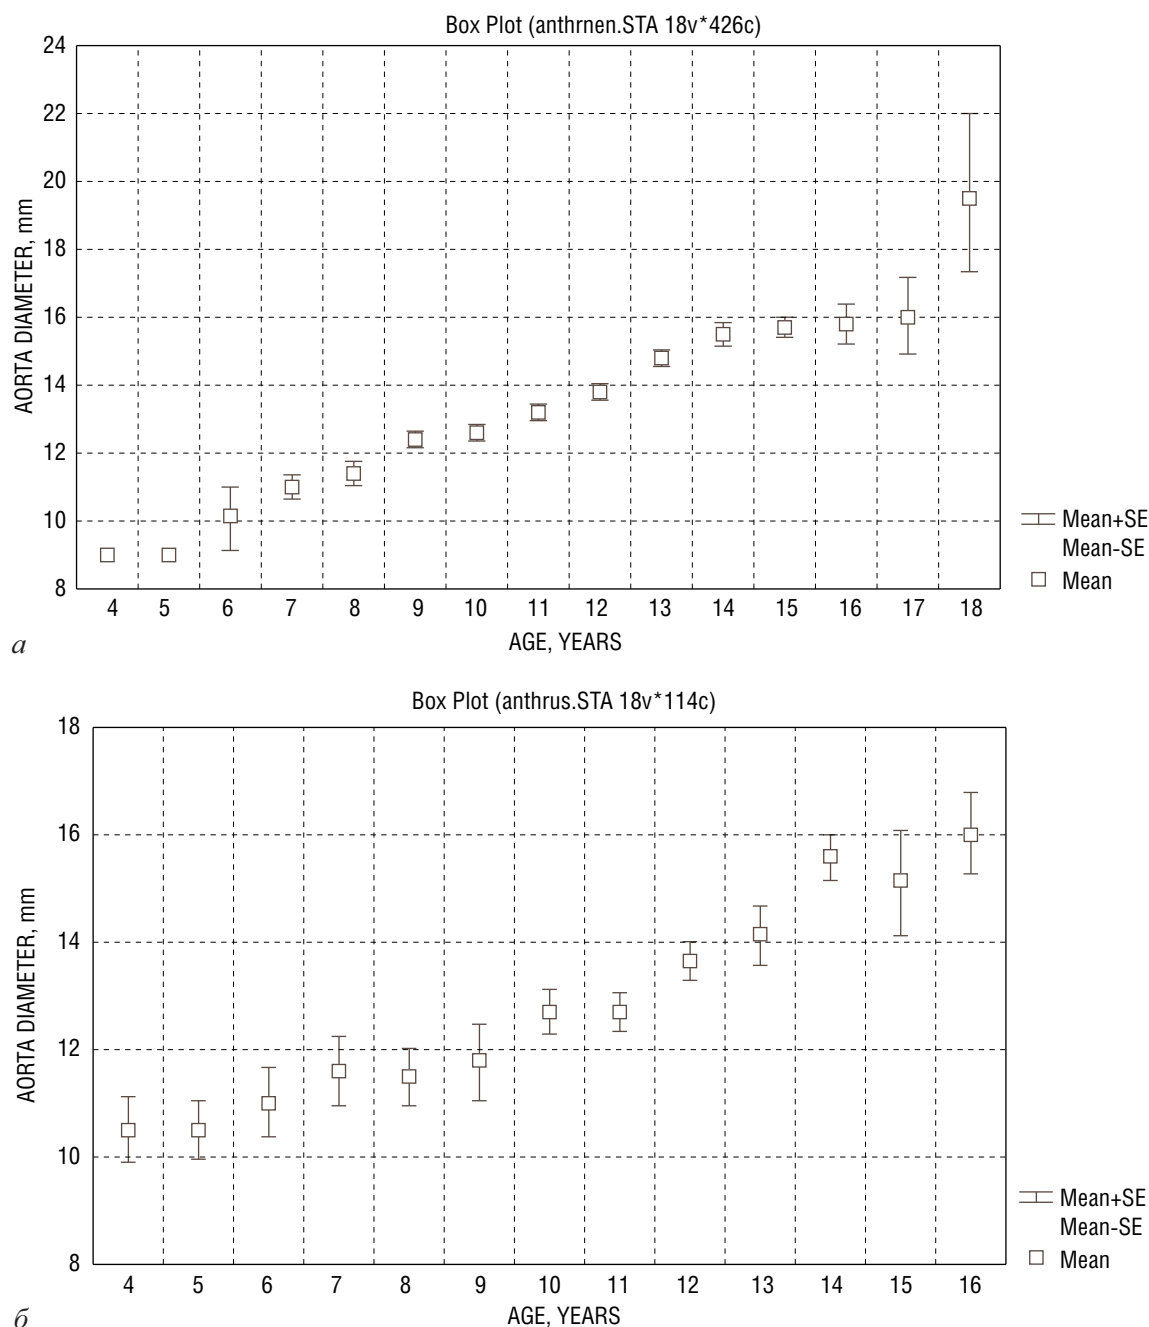 Box Plot (anthrnen.STA 18v*426c)
24
22
20
18
16
14
12
10
8
AORTA DIAMETER, mm
4 5 6 7 8 9 10 11 12 13 14 15 16 17 18
AGE, YEARS
Mean+SE
Mean-SE
Mean
а
Box Plot (anthrus.STA 18v*114c)
18
16
14
12
10
8
AORTA DIAMETER, mm
4 5 6 7 8 9 10 11 12 13 14 15 16
AGE, YEARS
Mean+SE
Mean-SE
Mean
б